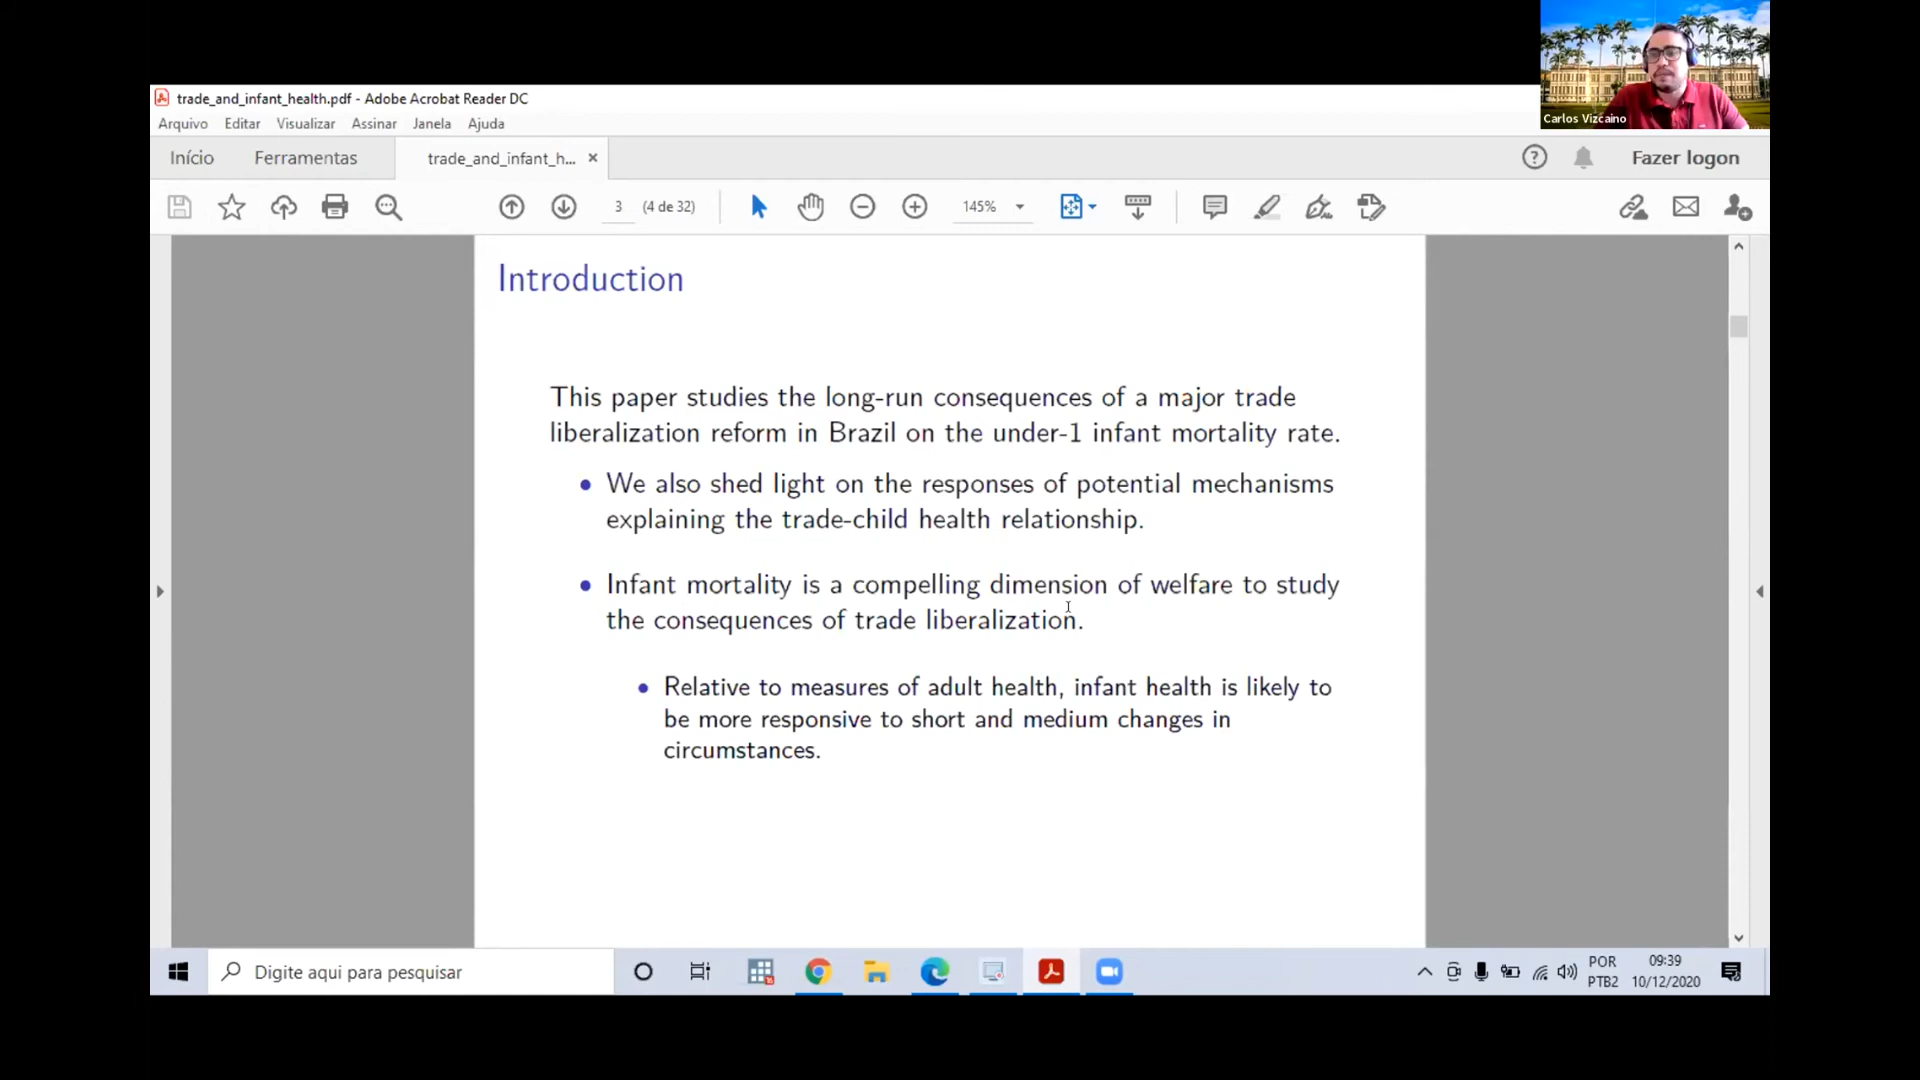 Carlos Vizcaino
trade_and_infant_health.pdf - Adobe Acrobat Reader DC
Arquivo Editar Visualizar Assinar Janela Ajuda
Início Ferramentas trade_and_infant_h... × Fazer logon
3 (4 de 32) 145%
Introduction
This paper studies the long-run consequences of a major trade
liberalization reform in Brazil on the under-1 infant mortality rate.
• We also shed light on the responses of potential mechanisms
explaining the trade-child health relationship.
• Infant mortality is a compelling dimension of welfare to study
the consequences of trade liberalization.
• Relative to measures of adult health, infant health is likely to
be more responsive to short and medium changes in
circumstances.
Digite aqui para pesquisar
POR 09:39
PTB2 10/12/2020